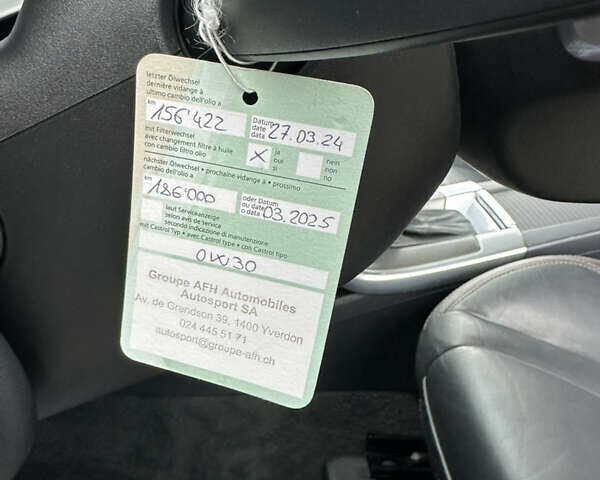 letzter Ölwechsel
dernière vidange à
ultimo cambio dell'olio a
km 156'422
Datum
date
data 27.03.24
mit Filterwechsel
avec changement filtre à huile
con cambio filtro olio
X ja
oui
si
nein
non
no
nächster Ölwechsel • prochaine vidange à • prossimo
cambio dell'olio a
km 186'000
oder Datum
ou date
o data 03.2025
laut Serviceanzeige
selon avis de service
secondo indicazione di manutenzione
mit Castrol Typ • avec Castrol type • con Castrol tipo
0W30
Groupe AFH Automobiles
Autosport SA
Av. de Grandson 39, 1400 Yverdon
024 445 51 71
autosport@groupe-afh.ch